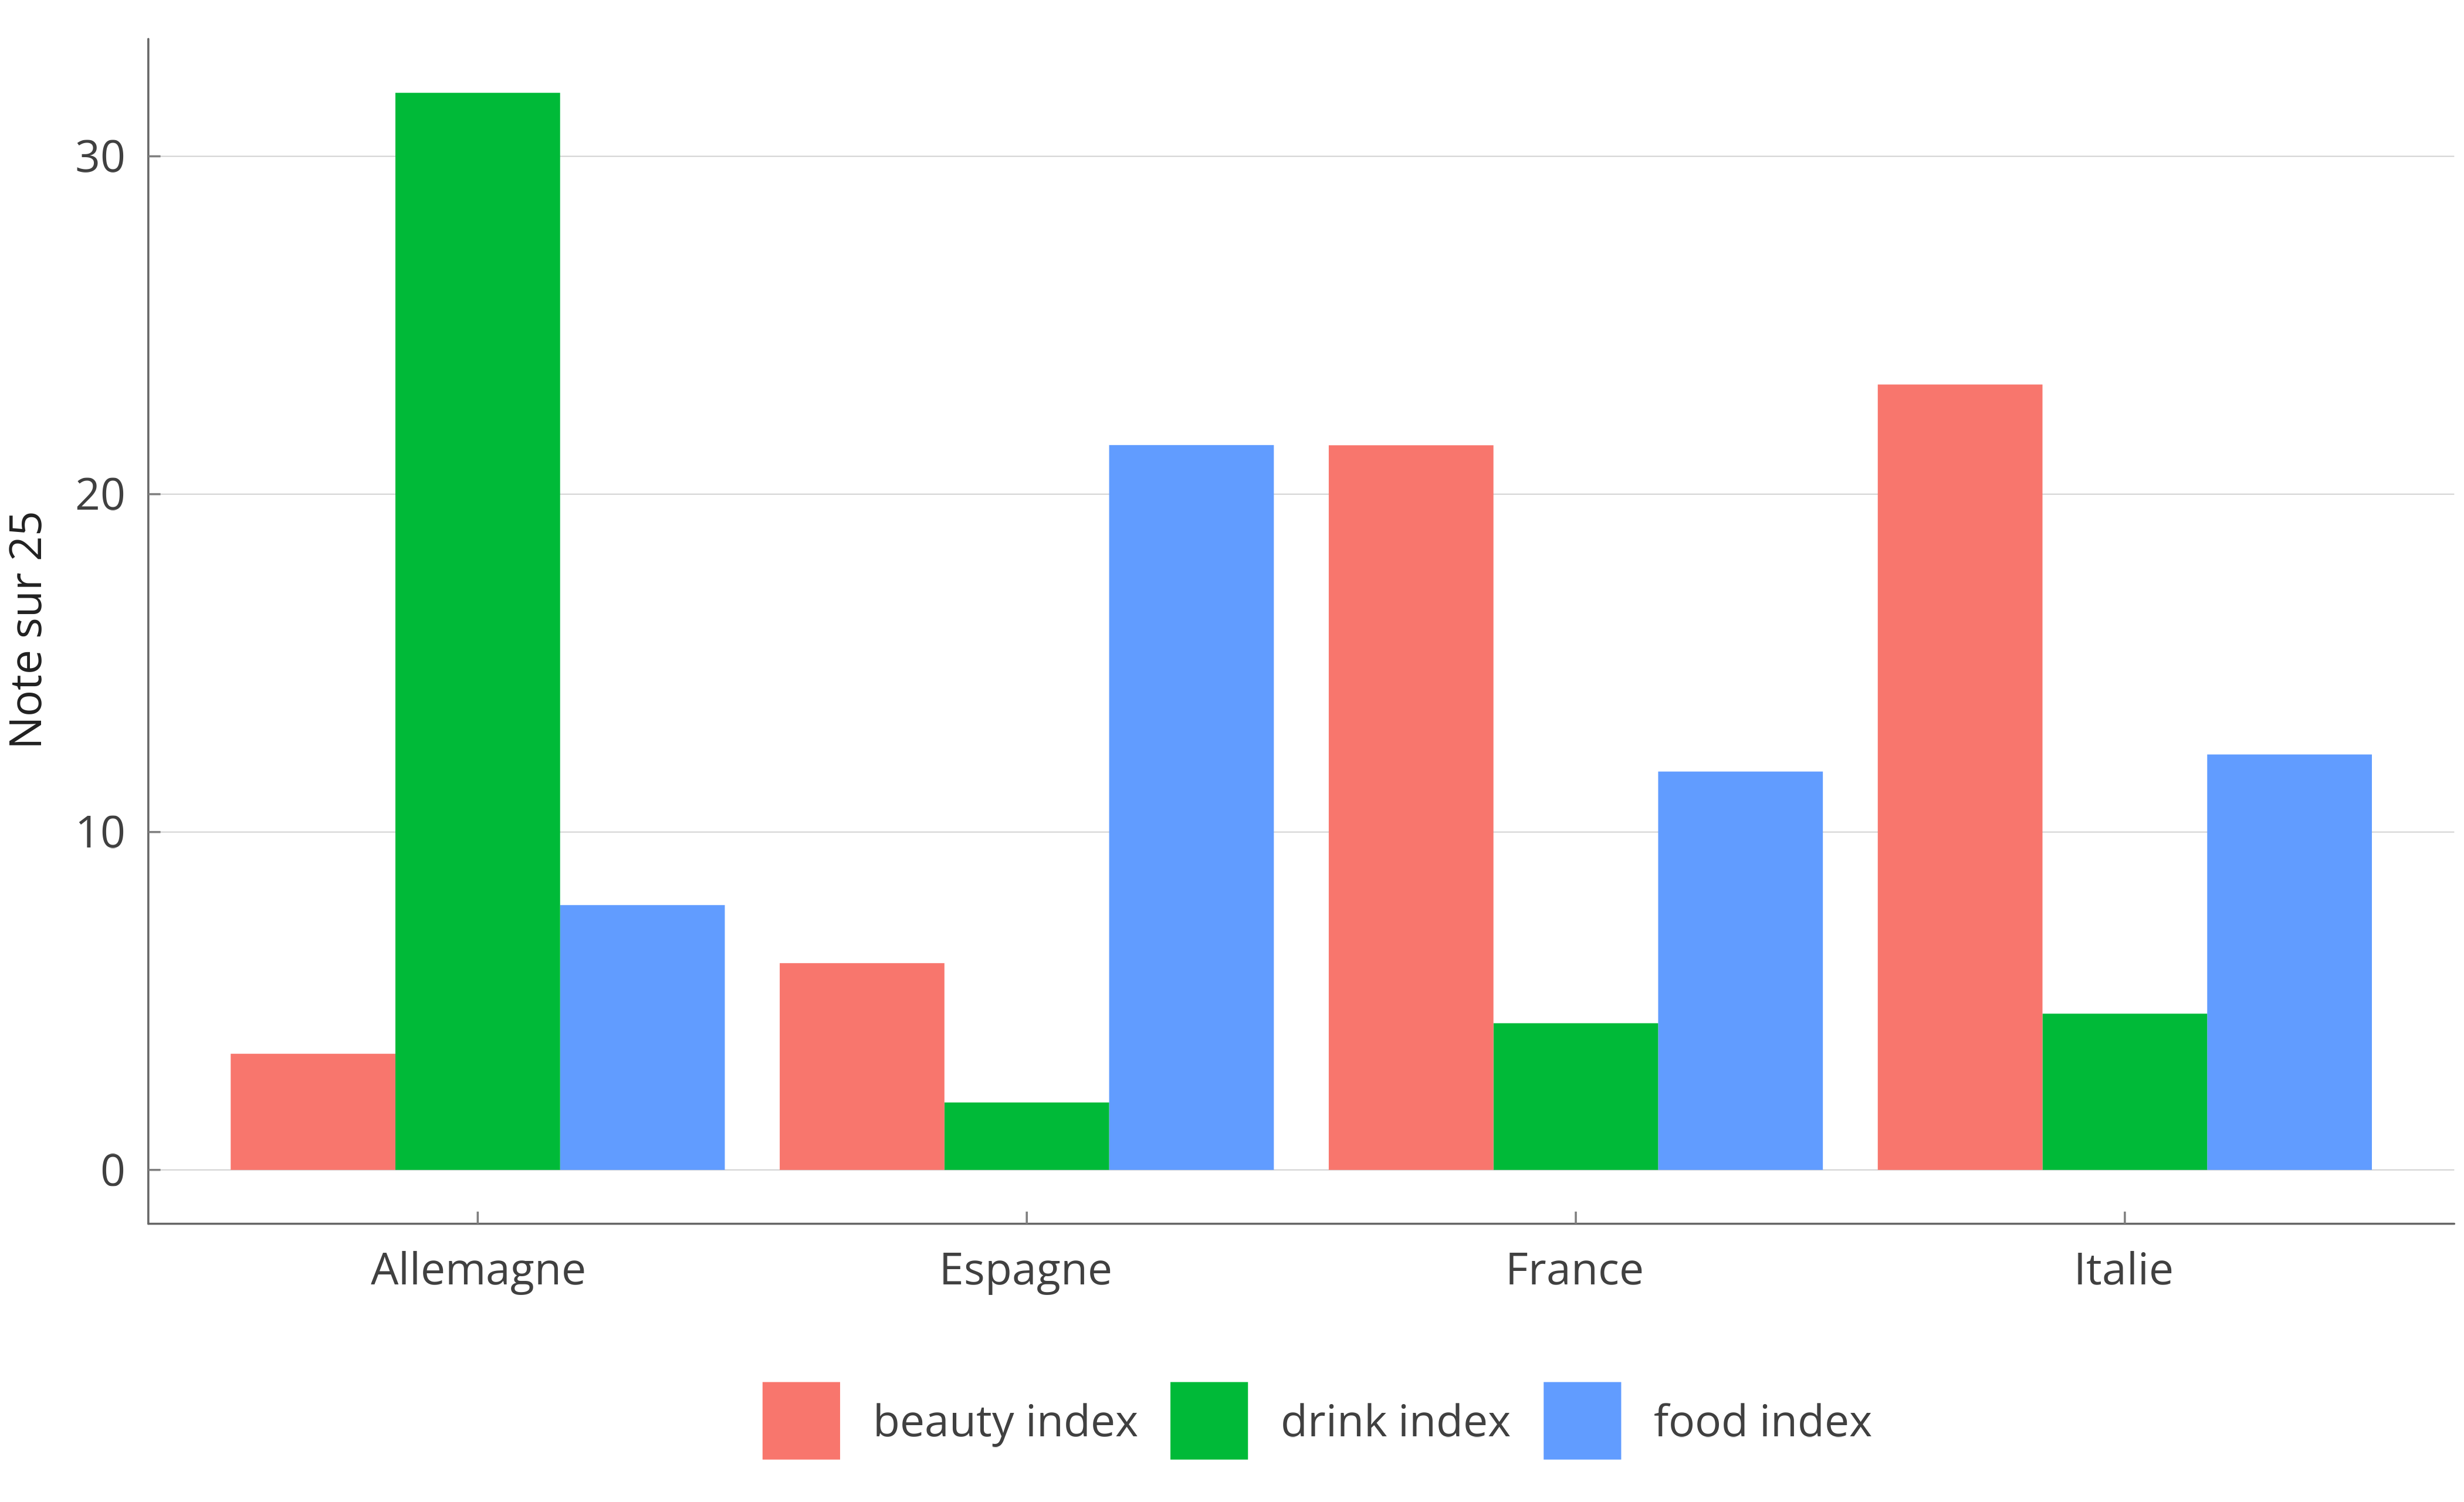 Note sur 25
30
20
10
0
Allemagne Espagne France Italie
beauty index drink index food index